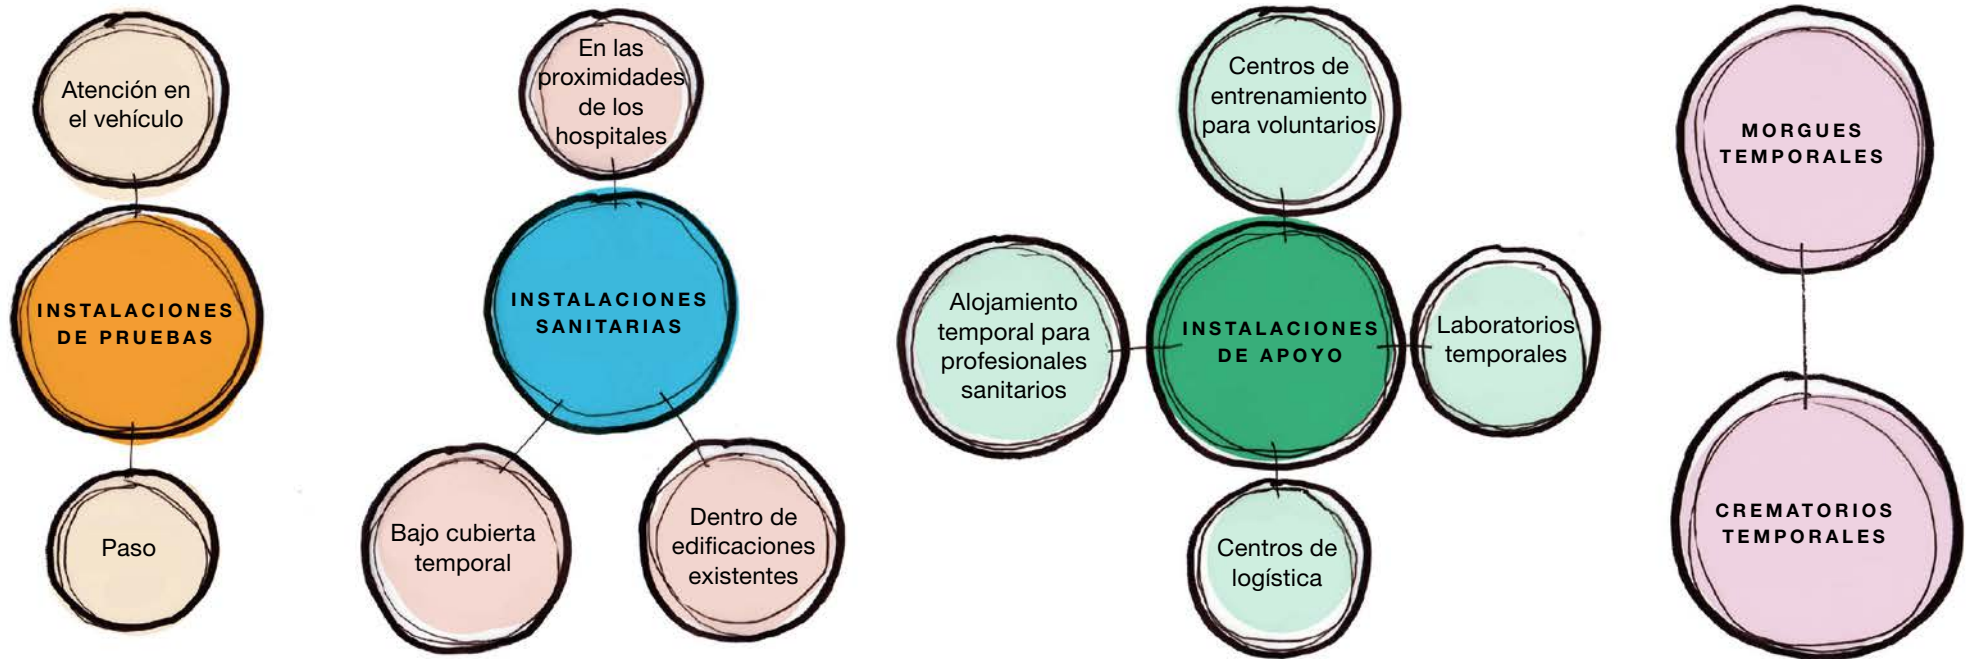 Atención en
el vehículo
INSTALACIONES
DE PRUEBAS
Paso
En las
proximidades
de los
hospitales
INSTALACIONES
SANITARIAS
Bajo cubierta
temporal
Dentro de
edificaciones
existentes
Centros de
entrenamiento
para voluntarios
Alojamiento
temporal para
profesionales
sanitarios
INSTALACIONES
DE APOYO
Laboratorios
temporales
Centros de
logística
MORGUES
TEMPORALES
CREMATORIOS
TEMPORALES